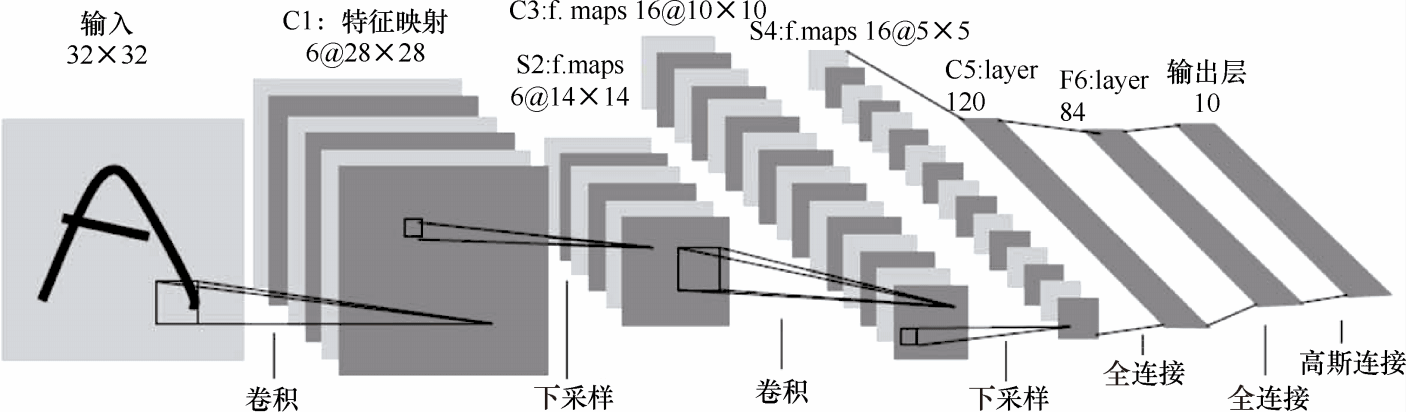 输入
32×32
C1：特征映射
6@28×28
S2:f.maps
6@14×14
C3:f. maps 16@10×10
S4:f.maps 16@5×5
C5:layer
120
F6:layer
84
输出层
10
卷积
下采样
卷积
下采样
全连接
全连接
高斯连接